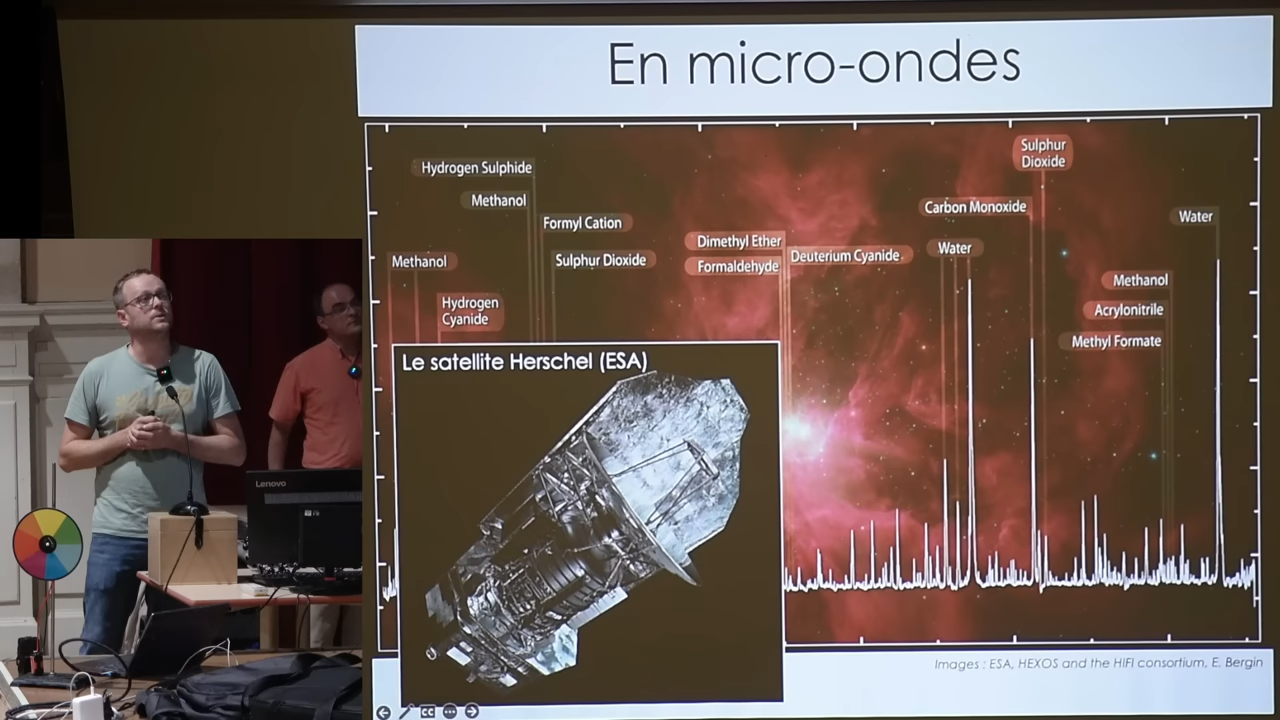 En micro-ondes
Hydrogen Sulphide
Methanol
Formyl Cation
Methanol
Sulphur Dioxide
Hydrogen
Cyanide
Dimethyl Ether
Formaldehyde
Deuterium Cyanide
Carbon Monoxide
Water
Sulphur
Dioxide
Water
Methanol
Acrylonitrile
Methyl Formate
Le satellite Herschel (ESA)
Images : ESA, HEXOS and the HIFI consortium, E. Bergin
CC
Lenovo